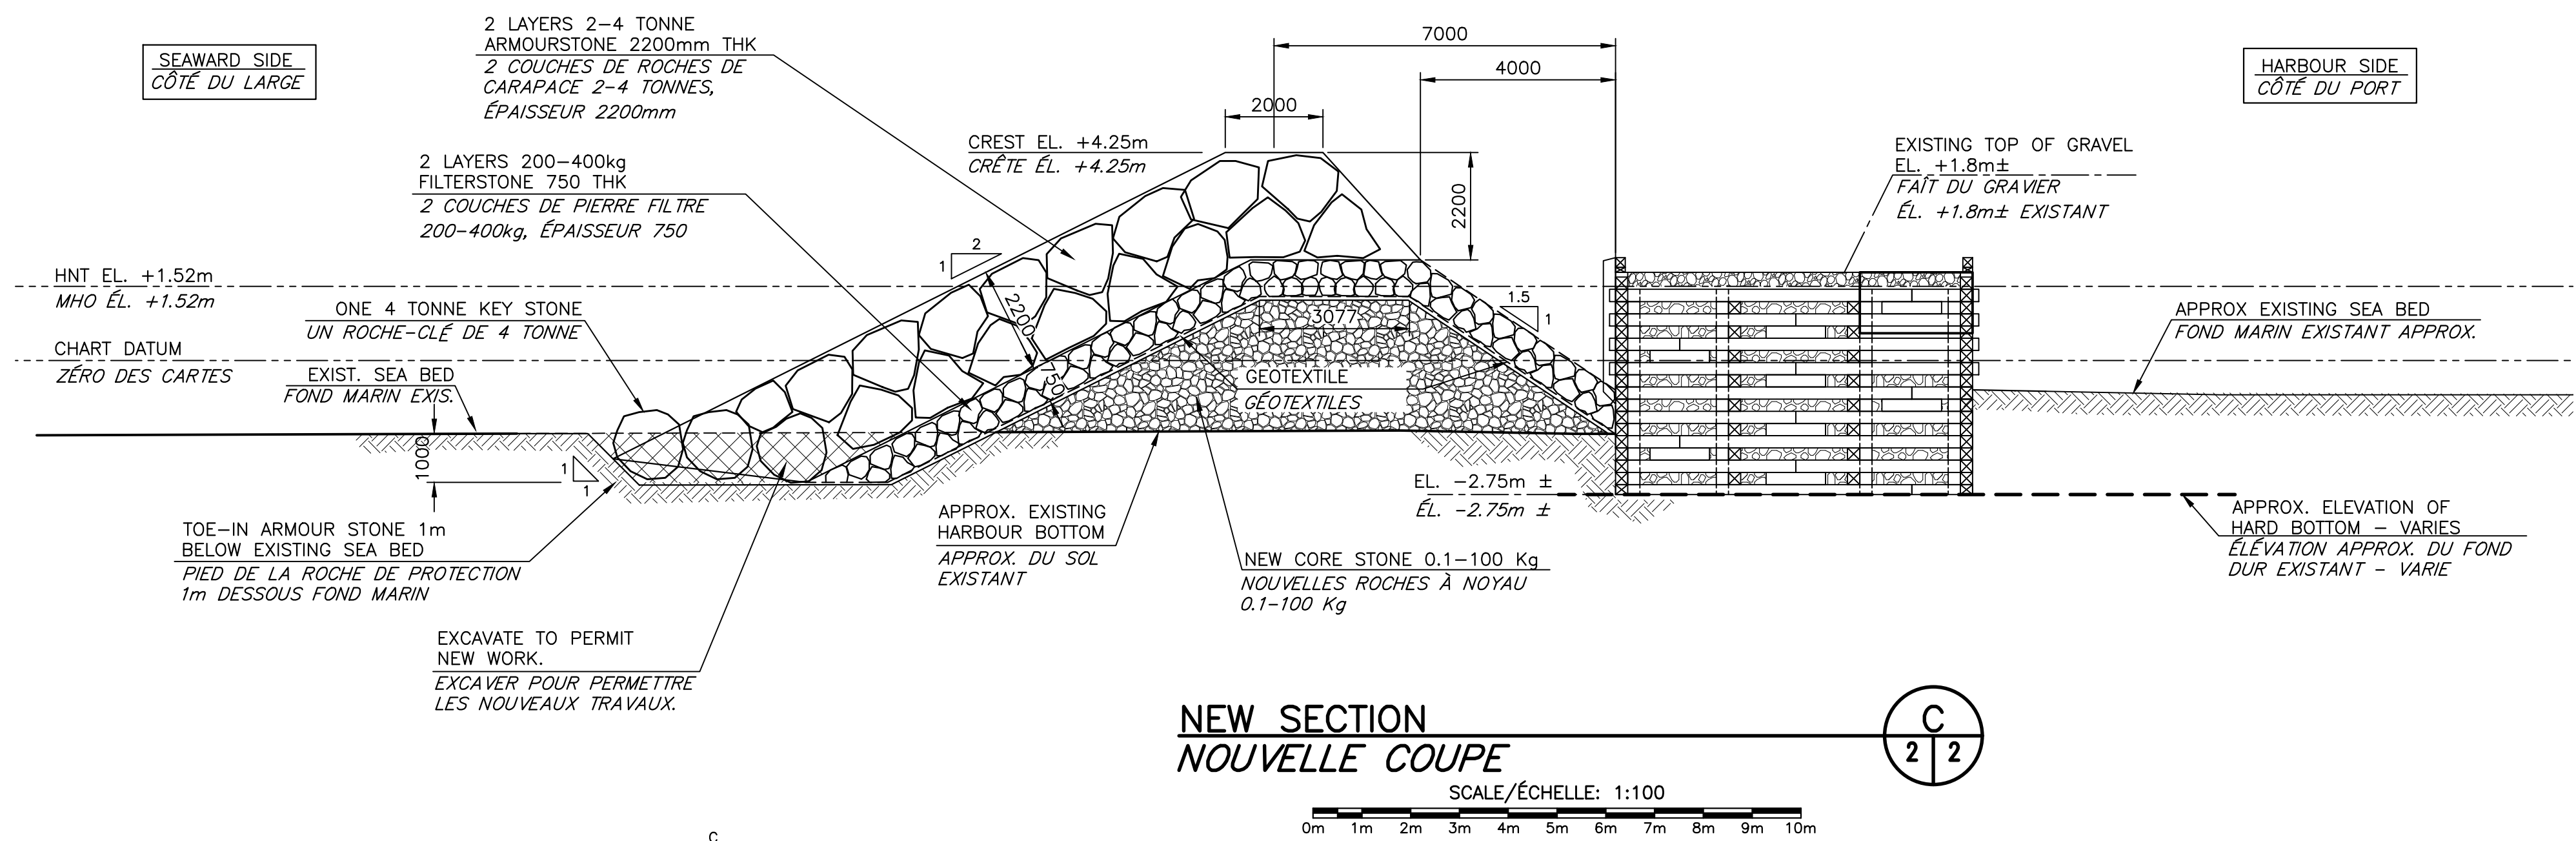 SEAWARD SIDE
CÔTÉ DU LARGE
2 LAYERS 2-4 TONNE
ARMOURSTONE 2200mm THK
2 COUCHES DE ROCHES DE
CARAPACE 2-4 TONNES,
ÉPAISSEUR 2200mm
7000
4000
2000
HARBOUR SIDE
CÔTÉ DU PORT
CREST EL. +4.25m
CRÊTE ÉL. +4.25m
2200
2 LAYERS 200-400kg
FILTERSTONE 750 THK
2 COUCHES DE PIERRE FILTRE
200-400kg, ÉPAISSEUR 750
EXISTING TOP OF GRAVEL
EL. +1.8m±
FAÎT DU GRAVIER
ÉL. +1.8m± EXISTANT
2
1
HNT EL. +1.52m
MHO ÉL. +1.52m
ONE 4 TONNE KEY STONE
UN ROCHE-CLÉ DE 4 TONNE
2200
3077
1.5
1
APPROX EXISTING SEA BED
FOND MARIN EXISTANT APPROX.
CHART DATUM
ZÉRO DES CARTES
EXIST. SEA BED
FOND MARIN EXIS.
750
GEOTEXTILE
GÉOTEXTILES
1000
1
1
EL. -2.75m ±
ÉL. -2.75m ±
TOE-IN ARMOUR STONE 1m
BELOW EXISTING SEA BED
PIED DE LA ROCHE DE PROTECTION
1m DESSOUS FOND MARIN
APPROX. EXISTING
HARBOUR BOTTOM
APPROX. DU SOL
EXISTANT
NEW CORE STONE 0.1-100 Kg
NOUVELLES ROCHES À NOYAU
0.1-100 Kg
APPROX. ELEVATION OF
HARD BOTTOM - VARIES
ÉLÉVATION APPROX. DU FOND
DUR EXISTANT - VARIE
EXCAVATE TO PERMIT
NEW WORK.
EXCAVER POUR PERMETTRE
LES NOUVEAUX TRAVAUX.
NEW SECTION
NOUVELLE COUPE
C
2 2
SCALE/ÉCHELLE: 1:100
0m 1m 2m 3m 4m 5m 6m 7m 8m 9m 10m
C